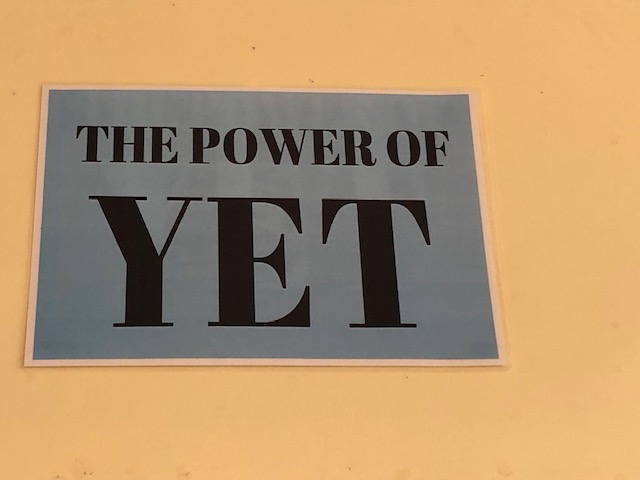 THE POWER OF
YET